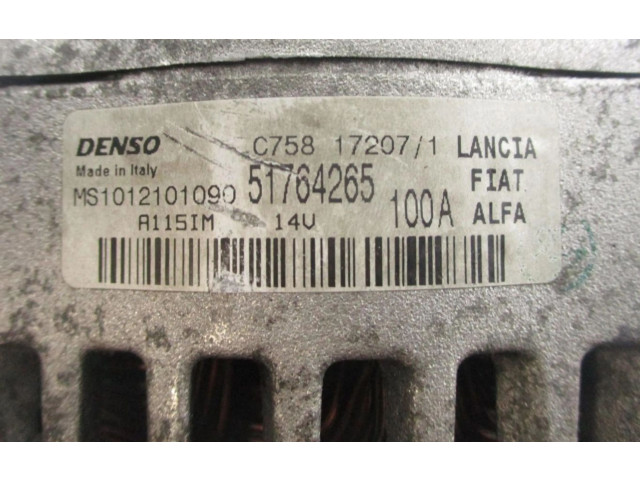 DENSO C758 17207/1 LANCIA
Made in Italy 51764265 FIAT
MS1012101090 100A ALFA
A115IM 14V